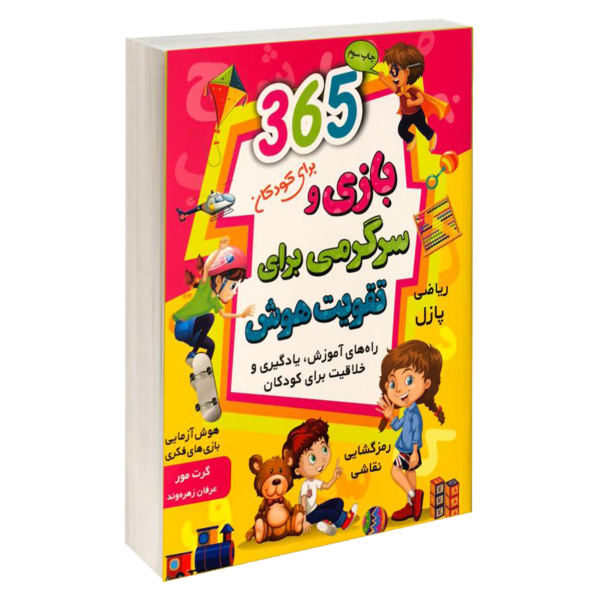 چاپ سوم
365
بازی و
برای کودکان
سرگرمی برای
تقویت هوش
ریاضی
پازل
راه‌های آموزش، یادگیری و
خلاقیت برای کودکان
هوش آزمایی
بازی‌های فکری
رمزگشایی
نقاشی
گرت مور
عرفان زهره‌وند